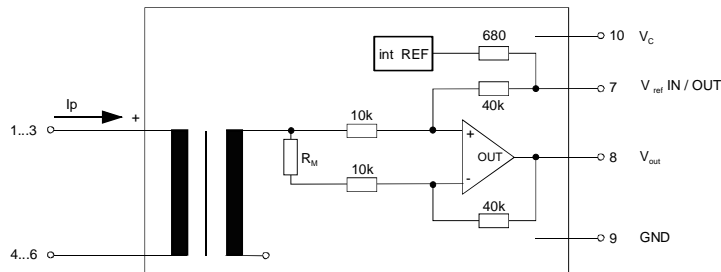 680
10 V_C
int REF
7 V_ref IN / OUT
Ip
40k
+
1...3
10k
+
R_M
OUT
8 V_out
10k
-
40k
9 GND
4...6